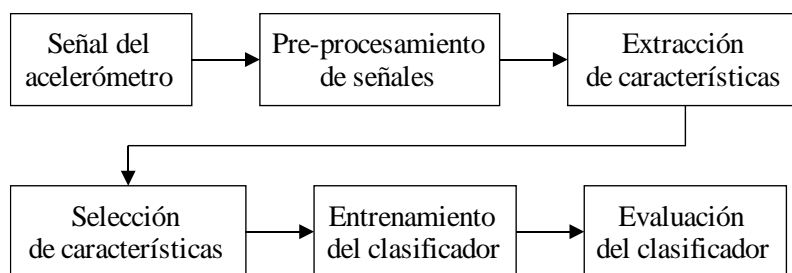 Señal del
acelerómetro
Pre-procesamiento
de señales
Extracción
de características
Selección
de características
Entrenamiento
del clasificador
Evaluación
del clasificador